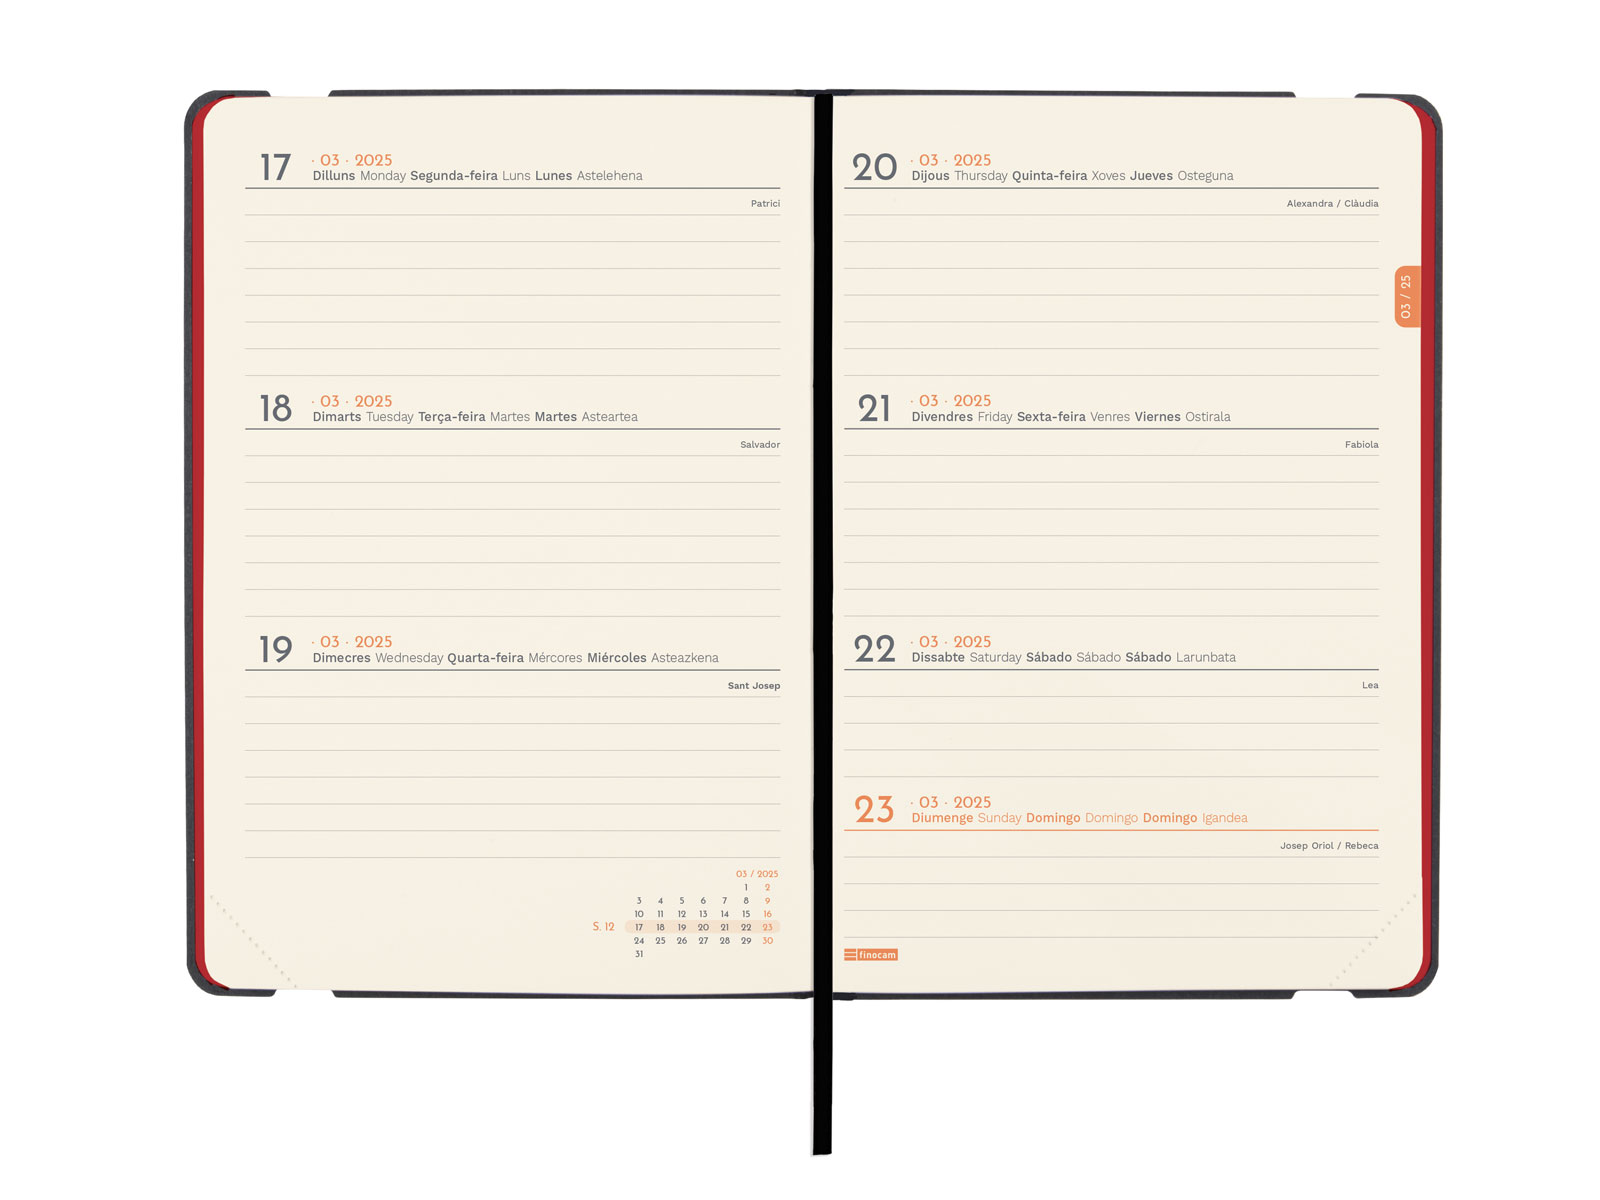 17 · 03 · 2025
Dilluns Monday Segunda-feira Luns Lunes Astelehena
Patrici
18 · 03 · 2025
Dimarts Tuesday Terça-feira Martes Martes Asteartea
Salvador
19 · 03 · 2025
Dimecres Wednesday Quarta-feira Mércores Miércoles Asteazkena
Sant Josep
03 / 2025
1 2
3 4 5 6 7 8 9
10 11 12 13 14 15 16
S. 12 17 18 19 20 21 22 23
24 25 26 27 28 29 30
31
20 · 03 · 2025
Dijous Thursday Quinta-feira Xoves Jueves Osteguna
Alexandra / Clàudia
03 / 25
21 · 03 · 2025
Divendres Friday Sexta-feira Venres Viernes Ostirala
Fabiola
22 · 03 · 2025
Dissabte Saturday Sábado Sábado Sábado Larunbata
Lea
23 · 03 · 2025
Diumenge Sunday Domingo Domingo Domingo Igandea
Josep Oriol / Rebeca
finocam